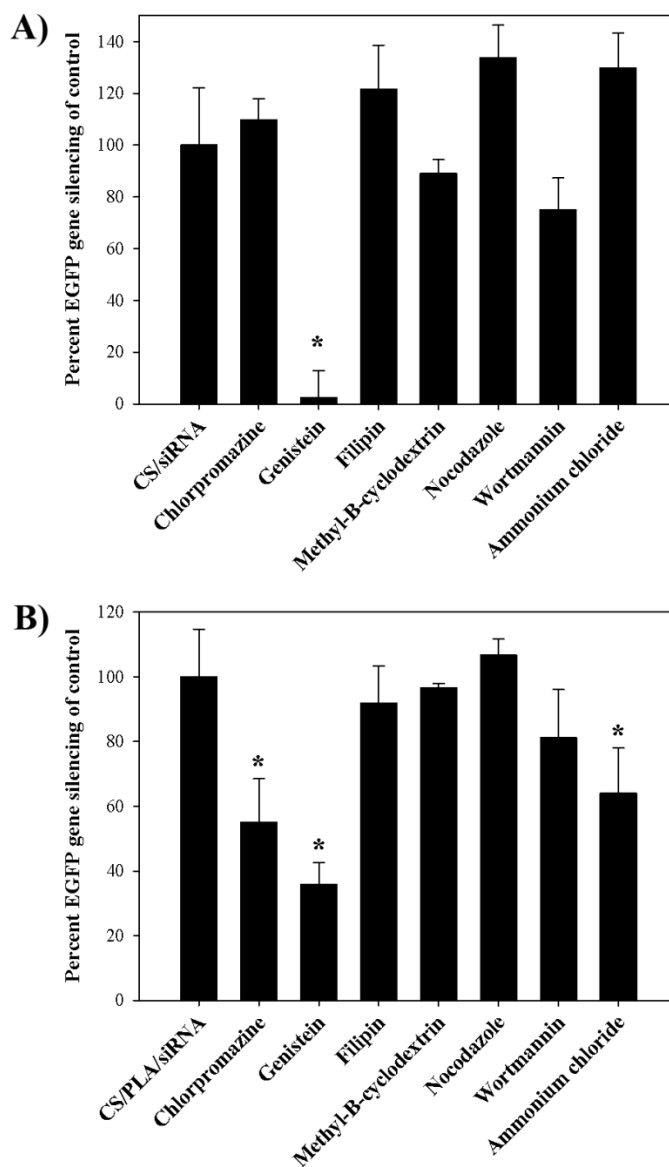 A)
Percent EGFP gene silencing of control
140
120
100
80
60
40
20
0
*
CS/siRNA
Chlorpromazine
Genistein
Filipin
Methyl-B-cyclodextrin
Nocodazole
Wortmannin
Ammonium chloride
B)
Percent EGFP gene silencing of control
120
100
80
60
40
20
0
*
*
*
CS/PLA/siRNA
Chlorpromazine
Genistein
Filipin
Methyl-B-cyclodextrin
Nocodazole
Wortmannin
Ammonium chloride